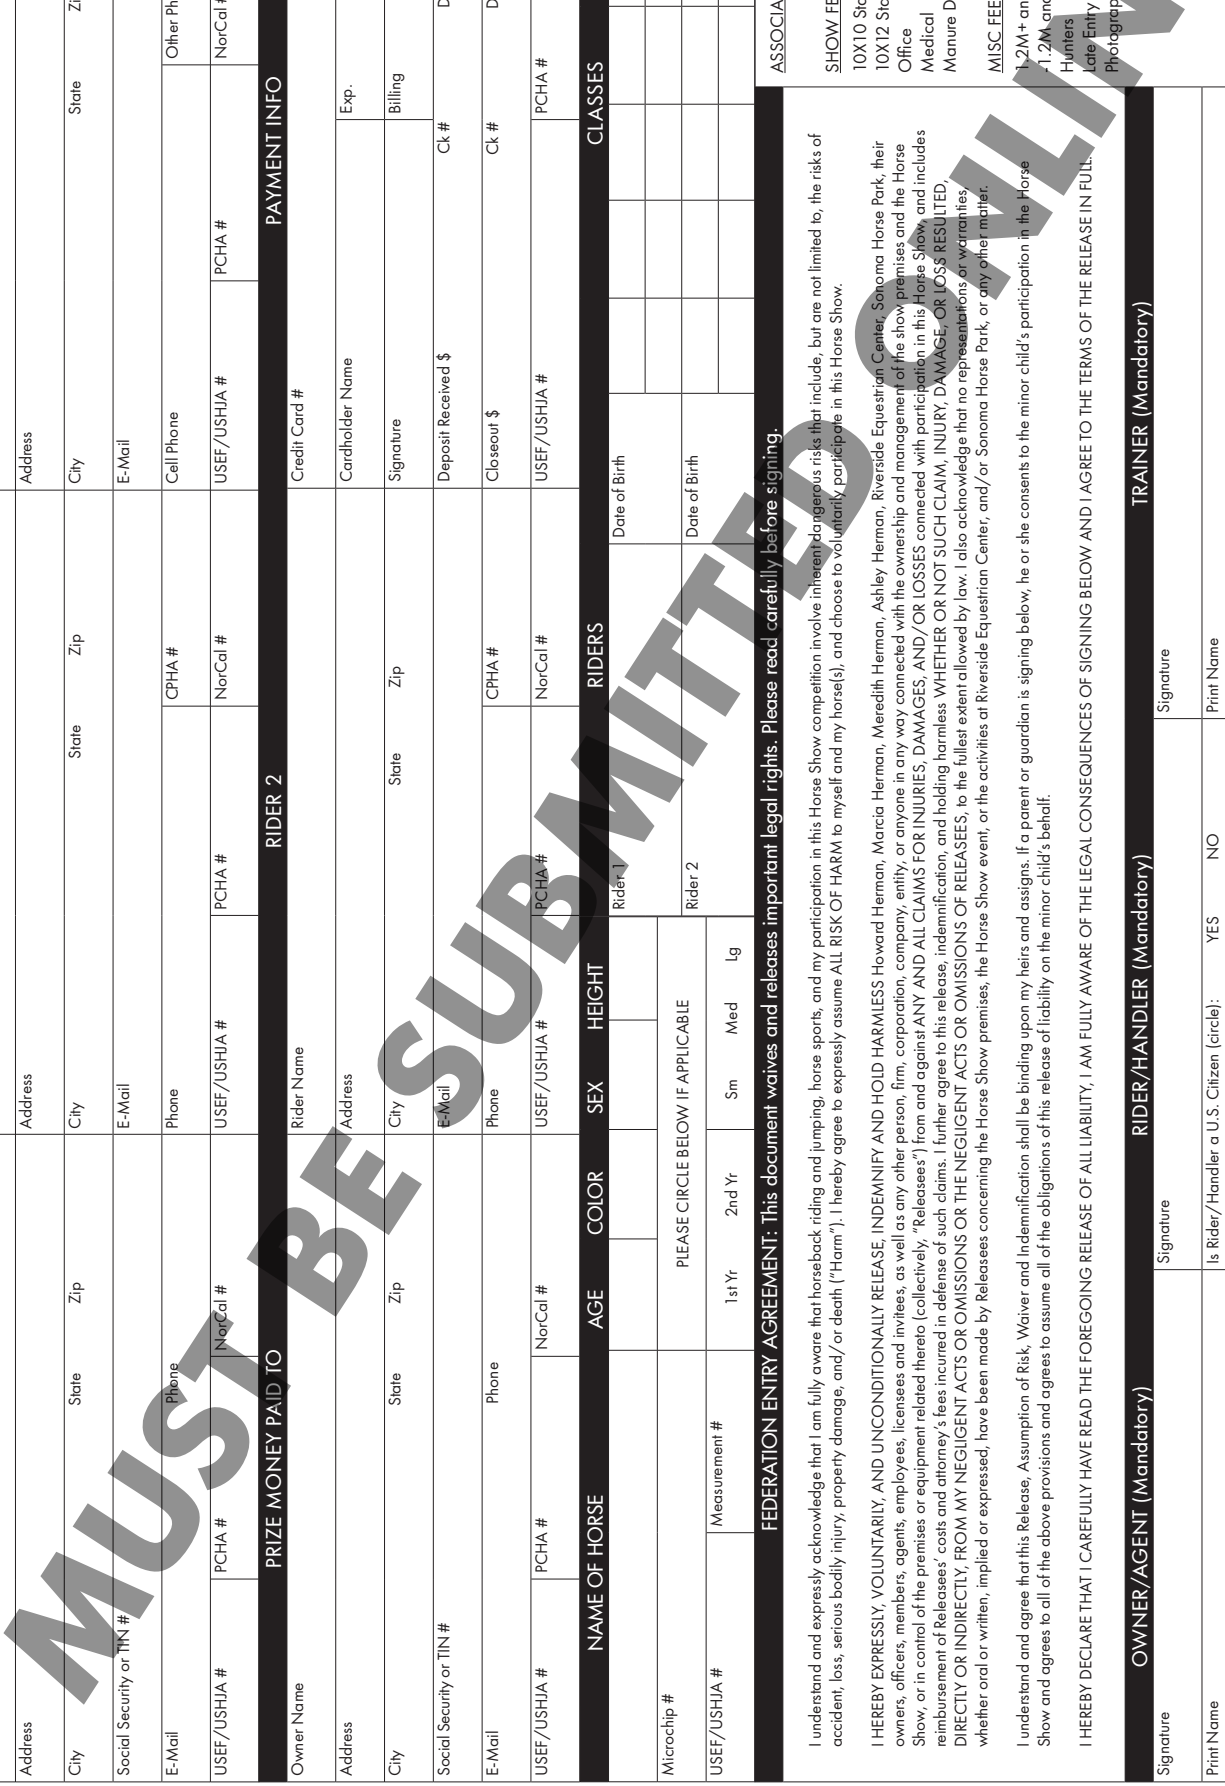 Address
Address
Address
City State Zip
City State Zip
City State
Social Security or TIN #
E-Mail
E-Mail
E-Mail Phone
Phone CPHA #
Cell Phone Other Ph
USEF/USHJA # PCHA # NorCal #
USEF/USHJA # PCHA # NorCal #
USEF/USHJA # PCHA # NorCal #
PRIZE MONEY PAID TO
RIDER 2
PAYMENT INFO
Owner Name
Rider Name
Credit Card #
Address
Address
Cardholder Name Exp.
City State Zip
City State Zip
Signature Billing
Social Security or TIN #
E-Mail
Deposit Received $ Ck #
E-Mail Phone
Phone CPHA #
Closeout $ Ck #
USEF/USHJA # PCHA # NorCal #
USEF/USHJA # PCHA # NorCal #
USEF/USHJA # PCHA #
NAME OF HORSE AGE COLOR SEX HEIGHT RIDERS CLASSES
Rider 1 Date of Birth
Microchip # PLEASE CIRCLE BELOW IF APPLICABLE
Rider 2 Date of Birth
USEF/USHJA # Measurement # 1st Yr 2nd Yr Sm Med Lg
FEDERATION ENTRY AGREEMENT: This document waives and releases important legal rights. Please read carefully before signing.
I understand and expressly acknowledge that I am fully aware that horseback riding and jumping, horse sports, and my participation in this Horse Show competition involve inherent dangerous risks that include, but are not limited to, the risks of
accident, loss, serious bodily injury, property damage, and/or death (“Harm”). I hereby agree to expressly assume ALL RISK OF HARM to myself and my horse(s), and choose to voluntarily participate in this Horse Show.
I HEREBY EXPRESSLY, VOLUNTARILY, AND UNCONDITIONALLY RELEASE, INDEMNIFY AND HOLD HARMLESS Howard Herman, Marcia Herman, Meredith Herman, Ashley Herman, Riverside Equestrian Center, Sonoma Horse Park, their
owners, officers, members, agents, employees, licensees and invitees, as well as any other person, firm, corporation, company, entity, or anyone in any way connected with the ownership and management of the show premises and the Horse
Show, or in control of the premises or equipment related thereto (collectively, “Releasees”) from and against ANY AND ALL CLAIMS FOR INJURIES, DAMAGES, AND/OR LOSSES connected with participation in this Horse Show, and includes
reimbursement of Releasees’ costs and attorney’s fees incurred in defense of such claims. I further agree to this release, indemnification, and holding harmless WHETHER OR NOT SUCH CLAIM, INJURY, DAMAGE, OR LOSS RESULTED,
DIRECTLY OR INDIRECTLY, FROM MY NEGLIGENT ACTS OR OMISSIONS OR THE NEGLIGENT ACTS OR OMISSIONS OF RELEASEES, to the fullest extent allowed by law. I also acknowledge that no representations or warranties,
whether oral or written, implied or expressed, have been made by Releasees concerning the Horse Show premises, the Horse Show event, or the activities at Riverside Equestrian Center, and/or Sonoma Horse Park, or any other matter.
I understand and agree that this Release, Assumption of Risk, Waiver and Indemnification shall be binding upon my heirs and assigns. If a parent or guardian is signing below, he or she consents to the minor child’s participation in the Horse
Show and agrees to all of the above provisions and agrees to assume all of the obligations of this release of liability on the minor child’s behalf.
I HEREBY DECLARE THAT I CAREFULLY HAVE READ THE FOREGOING RELEASE OF ALL LIABILITY, I AM FULLY AWARE OF THE LEGAL CONSEQUENCES OF SIGNING BELOW AND I AGREE TO THE TERMS OF THE RELEASE IN FULL.
ASSOCIA
SHOW FE
10X10 Sta
10X12 Sta
Office
Medical
Manure D
MISC FEE
1.2M+ an
-1.2M and
Hunters
Late Entry
Photograp
OWNER/AGENT (Mandatory)
RIDER/HANDLER (Mandatory)
TRAINER (Mandatory)
Signature
Signature
Signature
Print Name
Is Rider/Handler a U.S. Citizen (circle): YES NO
Print Name
MUST BE SUBMITTED ONLIN